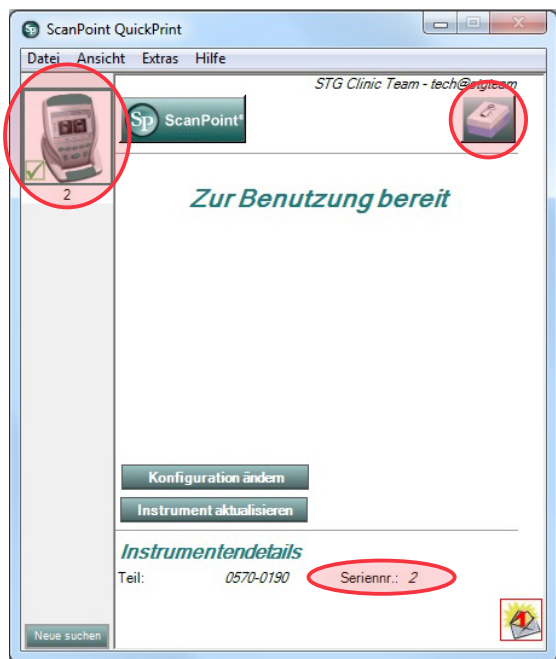 ScanPoint QuickPrint
Datei Ansicht Extras Hilfe
STG Clinic Team - tech@stgteam
Sp ScanPoint®
2
Zur Benutzung bereit
Konfiguration ändern
Instrument aktualisieren
Instrumentendetails
Teil: 0570-0190 Seriennr.: 2
Neue suchen